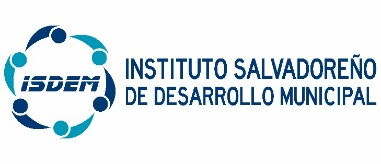 ISDEM
INSTITUTO SALVADOREÑO
DE DESARROLLO MUNICIPAL